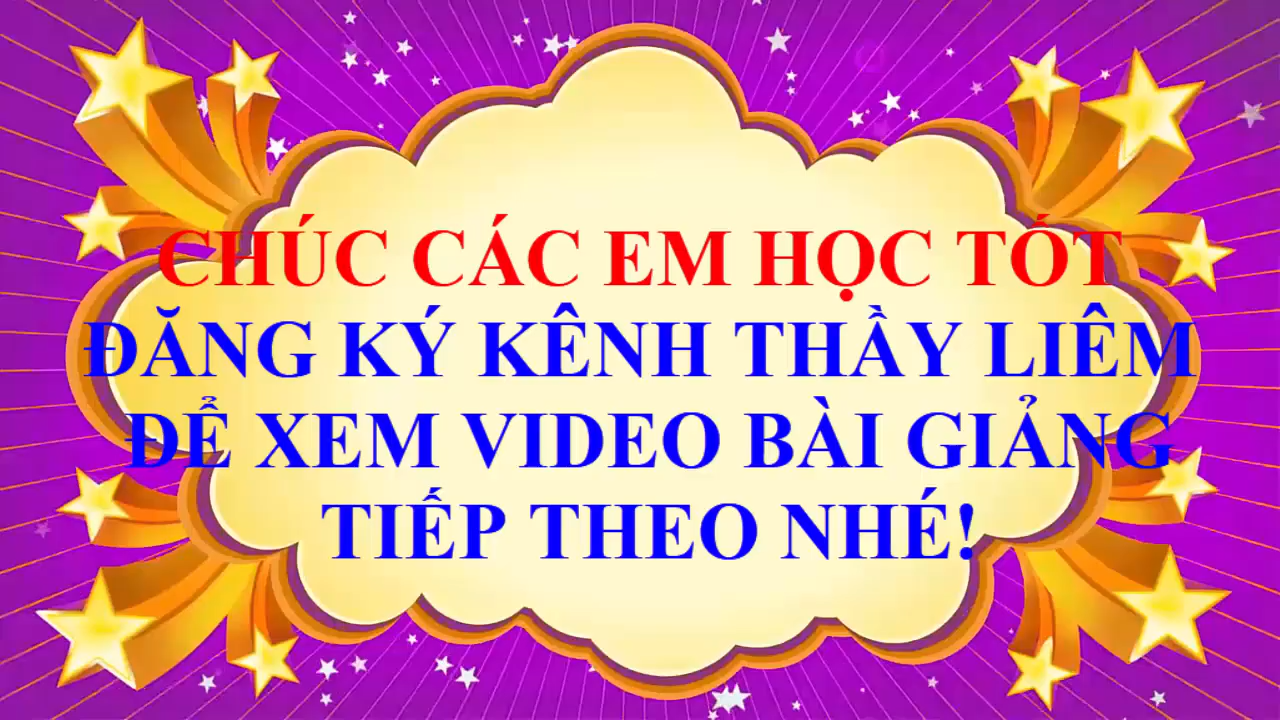 CHÚC CÁC EM HỌC TỐT
ĐĂNG KÝ KÊNH THẦY LIÊM
ĐỂ XEM VIDEO BÀI GIẢNG
TIẾP THEO NHÉ!